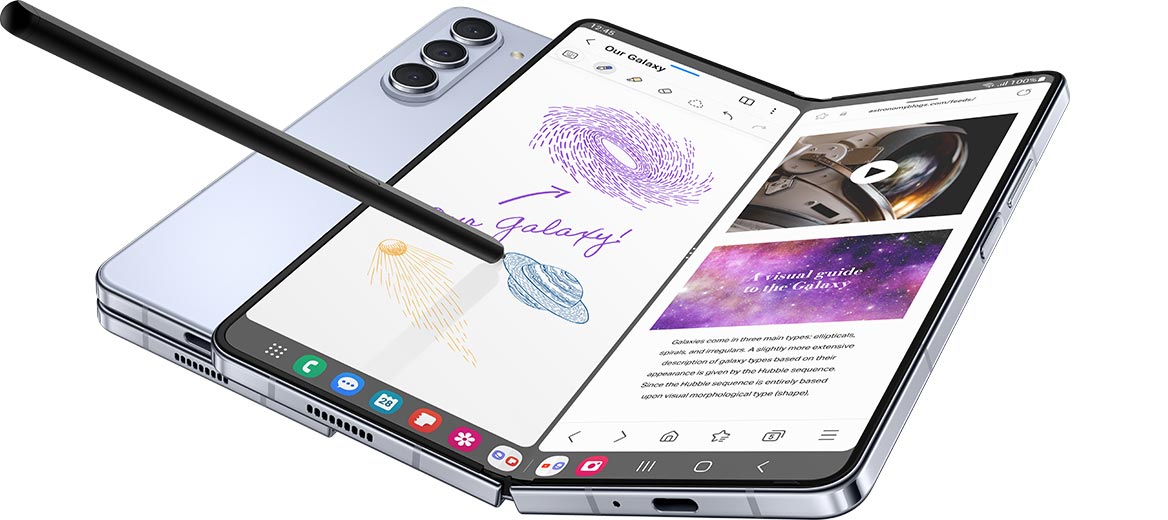 12:45
Our Galaxy
Our galaxy!
28
100%
astronomyblogs.com/feeds/
A visual guide
to the Galaxy
Galaxies come in three main types: ellipticals,
spirals, and irregulars. A slightly more extensive
description of galaxy types based on their
appearance is given by the Hubble sequence.
Since the Hubble sequence is entirely based
upon visual morphological type (shape),
5